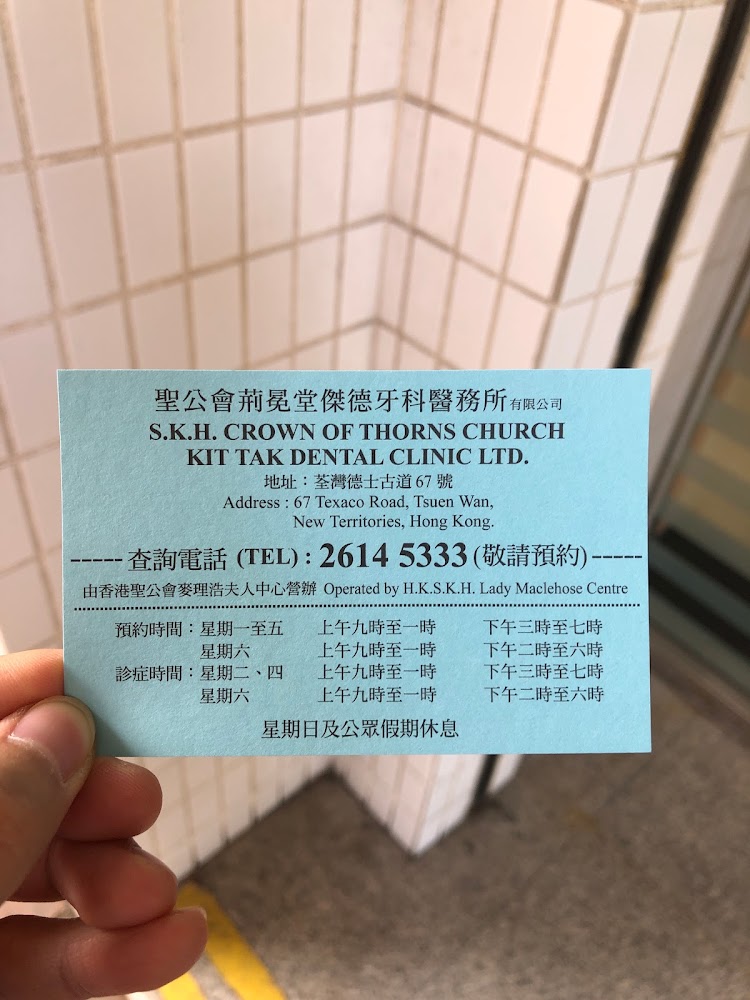 聖公會荊冕堂傑德牙科醫務所有限公司
S.K.H. CROWN OF THORNS CHURCH
KIT TAK DENTAL CLINIC LTD.
地址：荃灣德士古道 67 號
Address : 67 Texaco Road, Tsuen Wan,
New Territories, Hong Kong.
----- 查詢電話 (TEL) : 2614 5333 (敬請預約) -----
由香港聖公會麥理浩夫人中心營辦 Operated by H.K.S.K.H. Lady Maclehose Centre
預約時間：星期一至五 上午九時至一時 下午三時至七時
星期六 上午九時至一時 下午二時至六時
診症時間：星期二、四 上午九時至一時 下午三時至七時
星期六 上午九時至一時 下午二時至六時
星期日及公眾假期休息